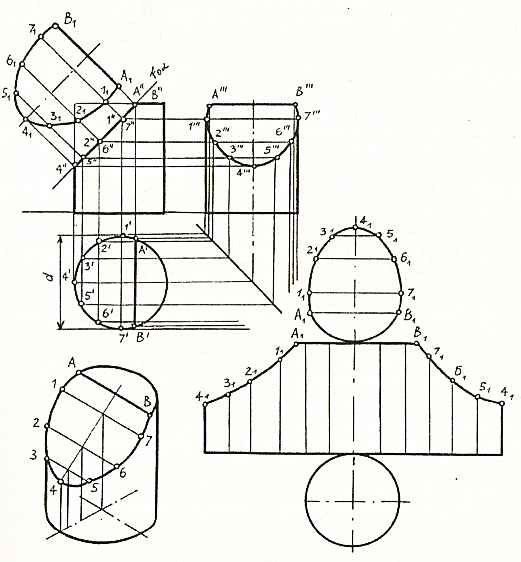 B₁
7₁
6₁
5₁
4₁ 3₁ 2₁ 1₁ A₁
A" B"
1" 7"
2" 6"
4" 5"
A''' B'''
1''' 7'''
2''' 6'''
3''' 5'''
4'''
1'
2' A'
3'
4'
5'
6' B'
7'
d
4₁
3₁ 5₁
2₁ 6₁
1₁ 7₁
A₁ B₁
A₁ B₁
1₁ 7₁
2₁ 6₁
3₁ 5₁
4₁ 4₁
A
1
B
2
7
3
6
4 5